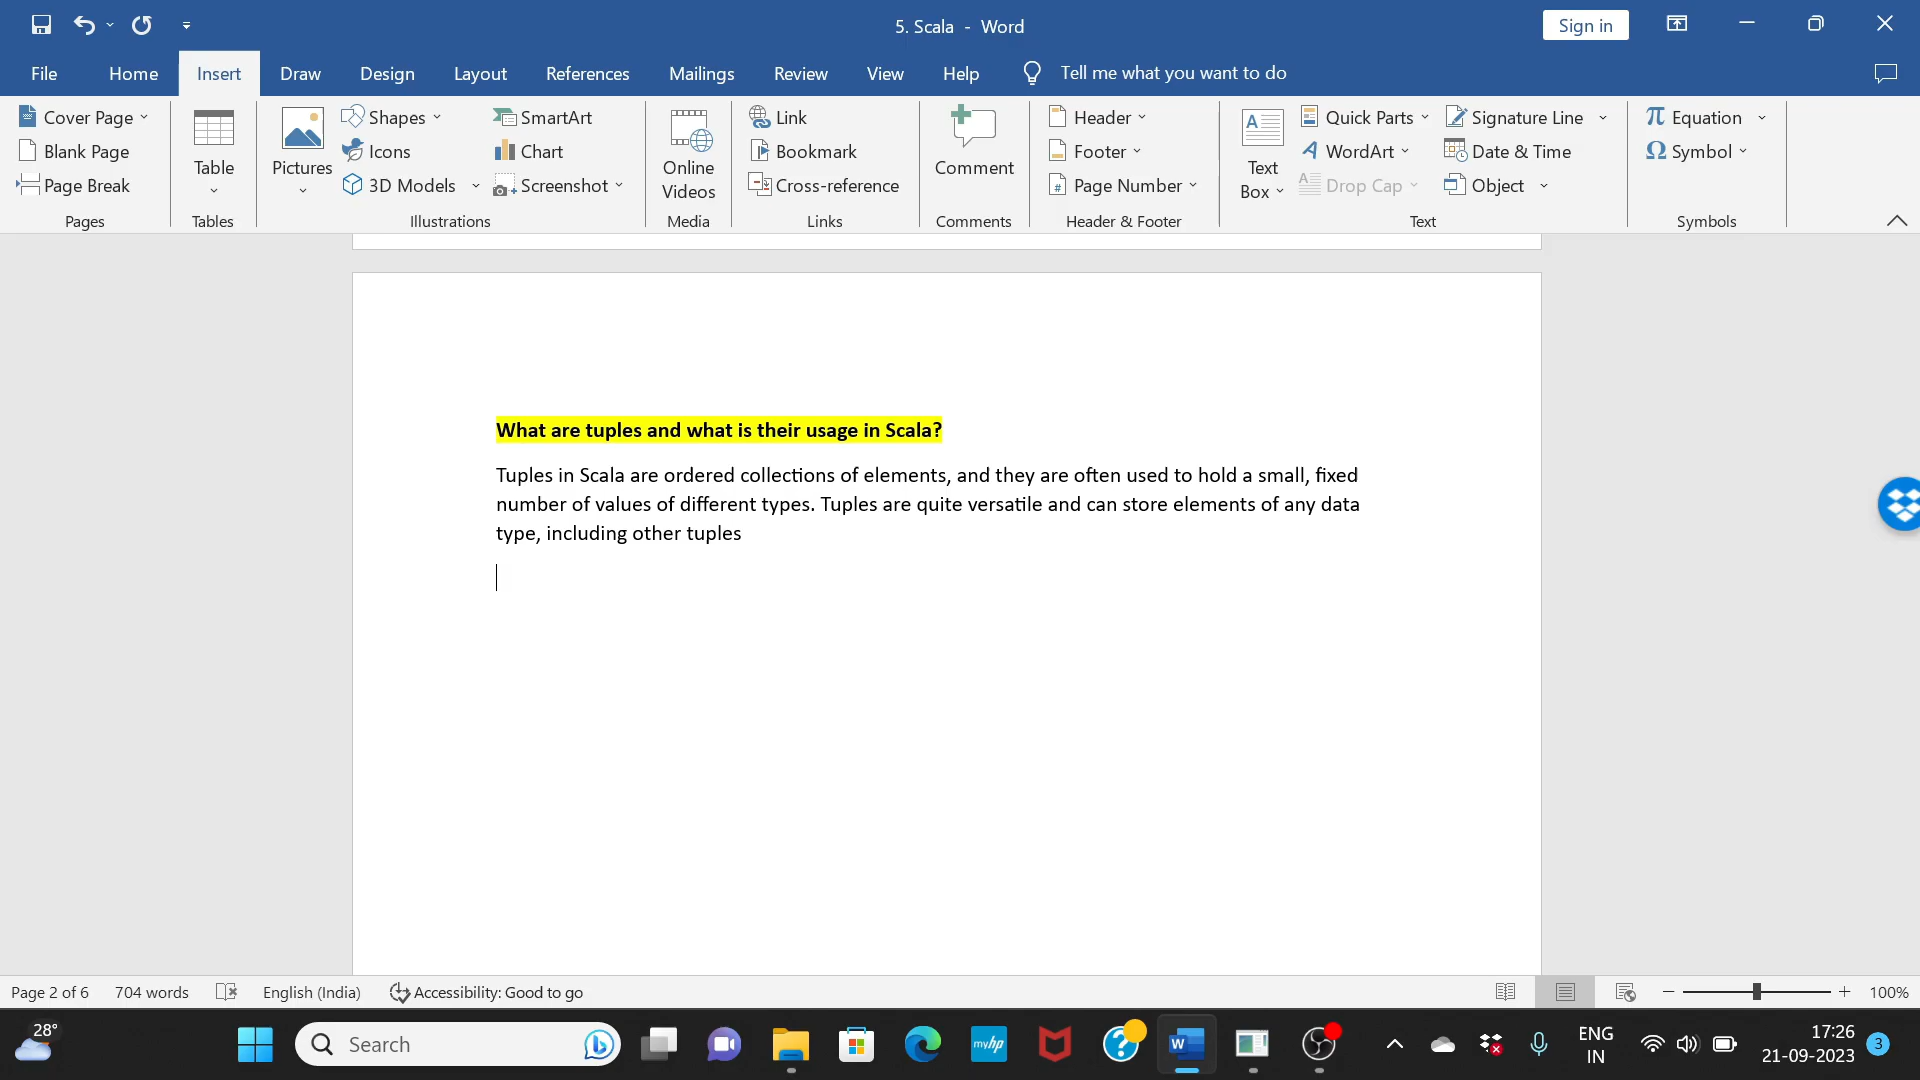 5. Scala - Word
Sign in
File Home Insert Draw Design Layout References Mailings Review View Help Tell me what you want to do
Cover Page
Blank Page
Page Break
Pages
Table
Tables
Pictures
Shapes
Icons
3D Models
SmartArt
Chart
Screenshot
Illustrations
Online
Videos
Media
Link
Bookmark
Cross-reference
Links
Comment
Comments
Header
Footer
Page Number
Header & Footer
Text
Box
Quick Parts
WordArt
Drop Cap
Signature Line
Date & Time
Object
Text
Equation
Symbol
Symbols
What are tuples and what is their usage in Scala?
Tuples in Scala are ordered collections of elements, and they are often used to hold a small, fixed
number of values of different types. Tuples are quite versatile and can store elements of any data
type, including other tuples
Page 2 of 6 704 words English (India) Accessibility: Good to go
100%
28°
Search
myhp
W
ENG
IN
17:26
21-09-2023
3